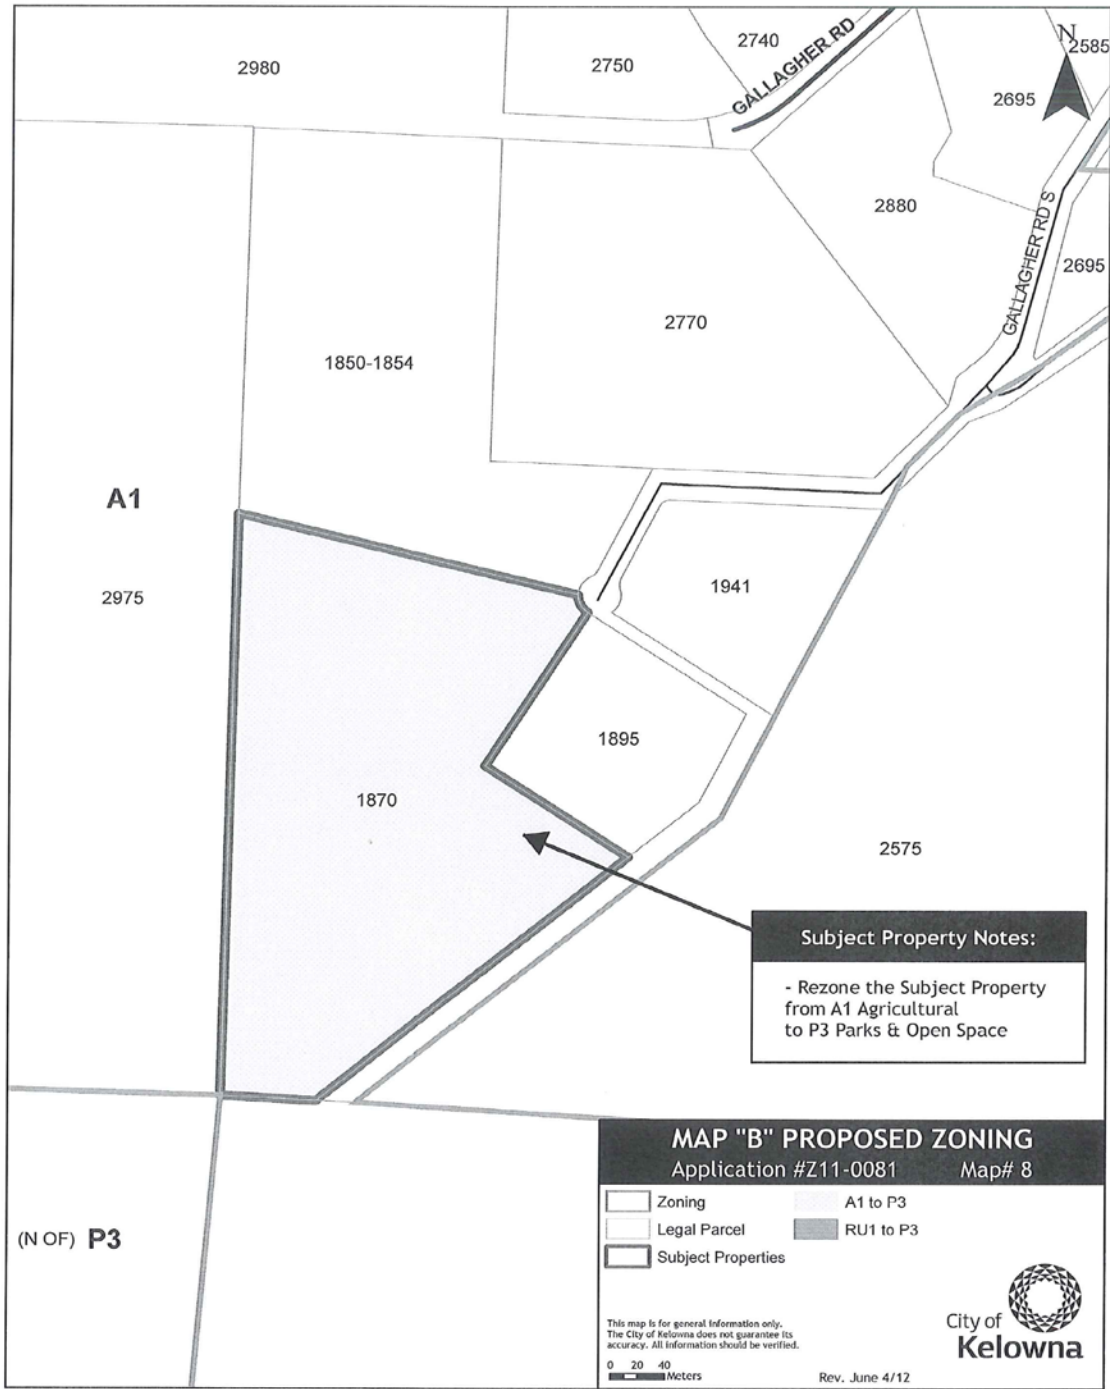 2980
2750
2740
GALLAGHER RD
N
2585
2695
2880
GALLAGHER RD S
2695
2770
1850-1854
A1
2975
1941
1895
1870
2575
Subject Property Notes:
- Rezone the Subject Property
from A1 Agricultural
to P3 Parks & Open Space
MAP "B" PROPOSED ZONING
Application #Z11-0081 Map# 8
Zoning
A1 to P3
Legal Parcel
RU1 to P3
Subject Properties
(N OF) P3
This map is for general information only.
The City of Kelowna does not guarantee its
accuracy. All information should be verified.
0 20 40
Meters
Rev. June 4/12
City of
Kelowna